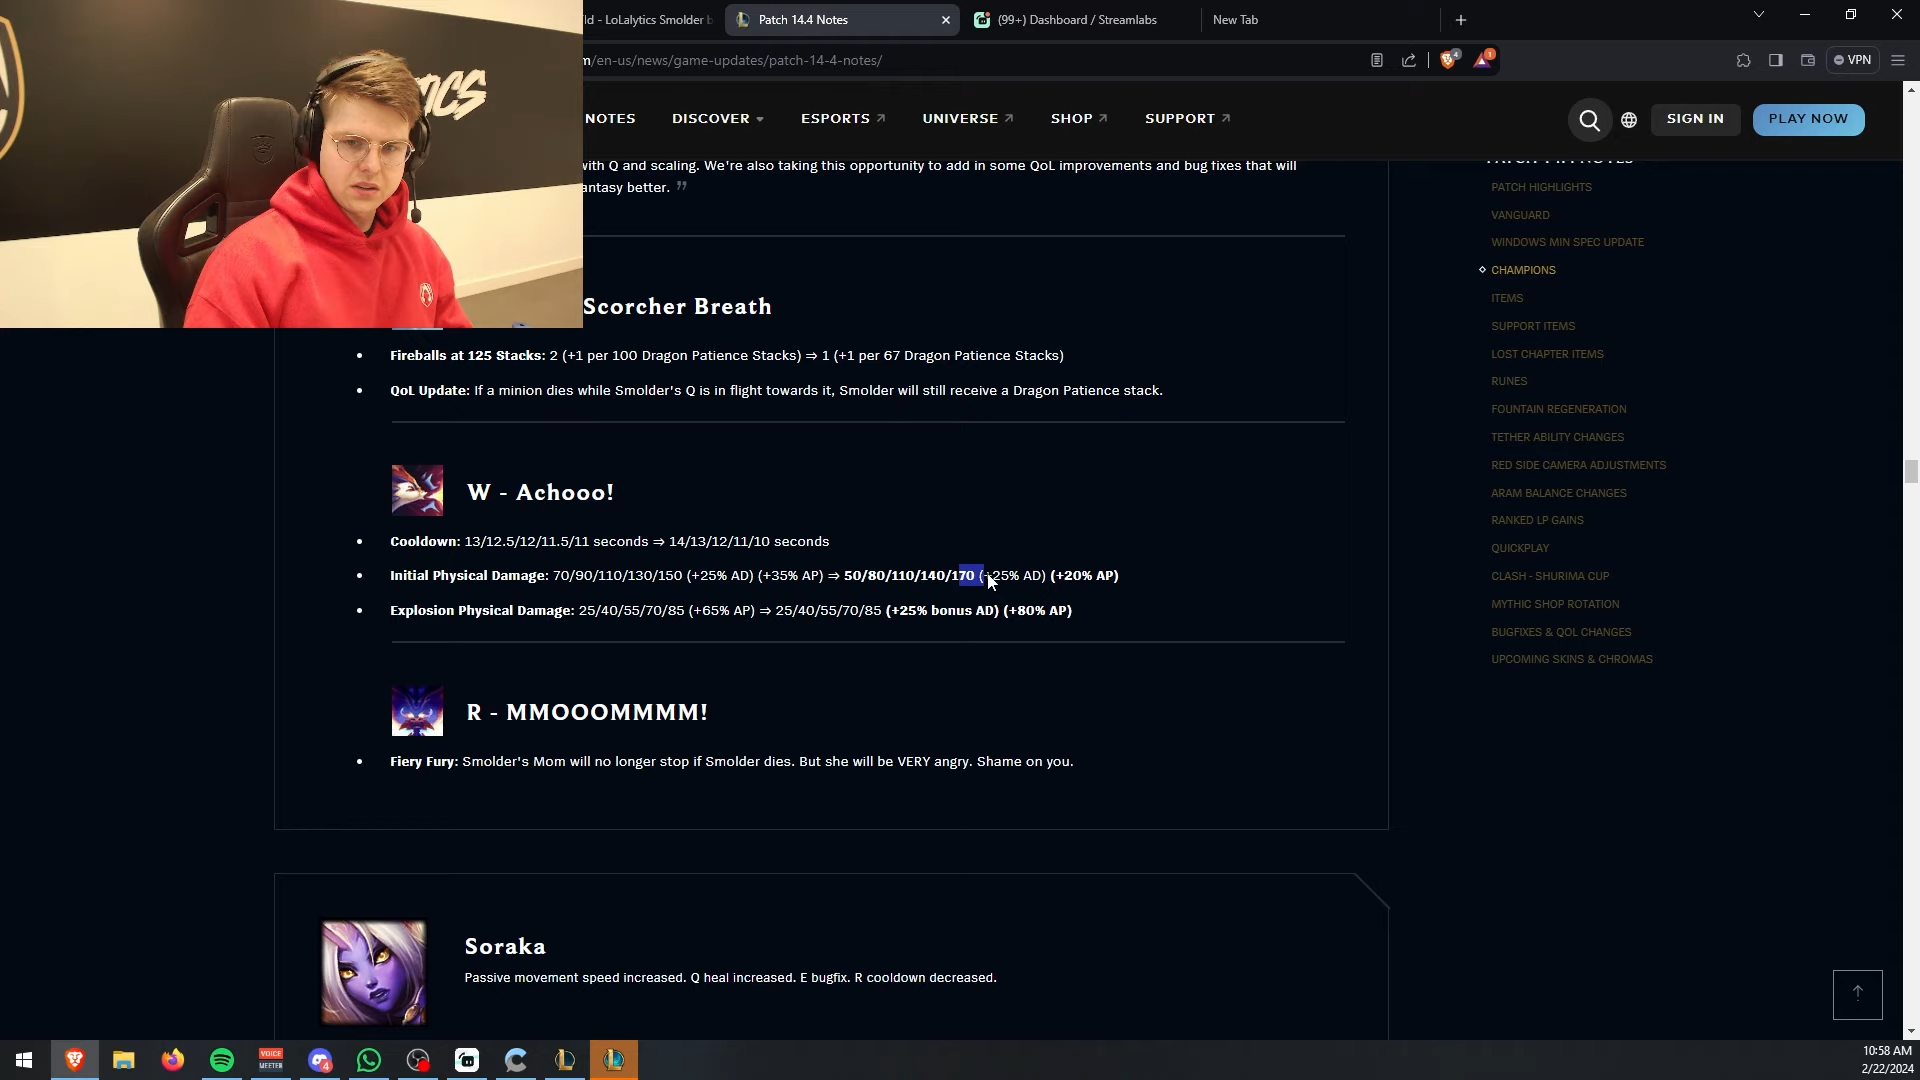 ld - LoLalytics Smolder b
Patch 14.4 Notes
(99+) Dashboard / Streamlabs
New Tab
m/en-us/news/game-updates/patch-14-4-notes/
4
1
VPN
NOTES
DISCOVER
ESPORTS
UNIVERSE
SHOP
SUPPORT
SIGN IN
PLAY NOW
TICS
with Q and scaling. We're also taking this opportunity to add in some QoL improvements and bug fixes that will
antasy better. ”
Scorcher Breath
• Fireballs at 125 Stacks: 2 (+1 per 100 Dragon Patience Stacks) ⇒ 1 (+1 per 67 Dragon Patience Stacks)
• QoL Update: If a minion dies while Smolder's Q is in flight towards it, Smolder will still receive a Dragon Patience stack.
W - Achooo!
• Cooldown: 13/12.5/12/11.5/11 seconds ⇒ 14/13/12/11/10 seconds
• Initial Physical Damage: 70/90/110/130/150 (+25% AD) (+35% AP) ⇒ 50/80/110/140/170 (+25% AD) (+20% AP)
• Explosion Physical Damage: 25/40/55/70/85 (+65% AP) ⇒ 25/40/55/70/85 (+25% bonus AD) (+80% AP)
R - MMOOOMMMM!
• Fiery Fury: Smolder's Mom will no longer stop if Smolder dies. But she will be VERY angry. Shame on you.
Soraka
Passive movement speed increased. Q heal increased. E bugfix. R cooldown decreased.
PATCH HIGHLIGHTS
VANGUARD
WINDOWS MIN SPEC UPDATE
CHAMPIONS
ITEMS
SUPPORT ITEMS
LOST CHAPTER ITEMS
RUNES
FOUNTAIN REGENERATION
TETHER ABILITY CHANGES
RED SIDE CAMERA ADJUSTMENTS
ARAM BALANCE CHANGES
RANKED LP GAINS
QUICKPLAY
CLASH - SHURIMA CUP
MYTHIC SHOP ROTATION
BUGFIXES & QOL CHANGES
UPCOMING SKINS & CHROMAS
VOICE
MEETER
4
10:58 AM
2/22/2024